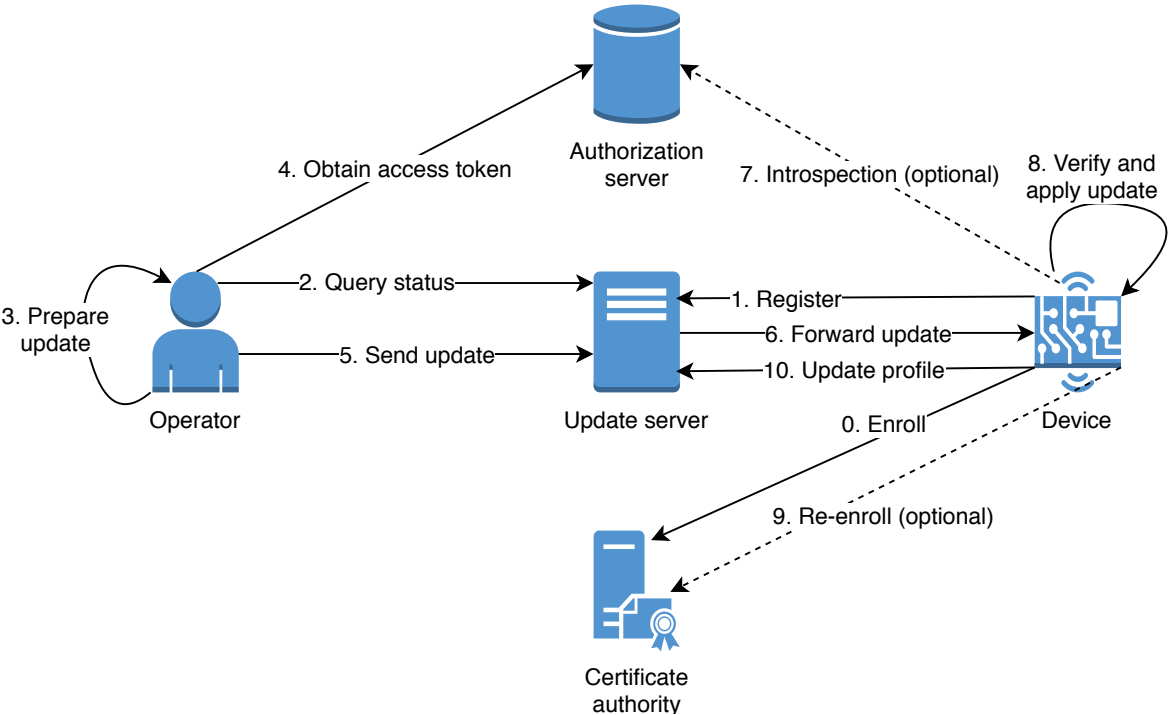 Authorization
server
4. Obtain access token
7. Introspection (optional)
8. Verify and
apply update
2. Query status
1. Register
3. Prepare
update
6. Forward update
5. Send update
10. Update profile
Operator
Update server
0. Enroll
Device
9. Re-enroll (optional)
Certificate
authority